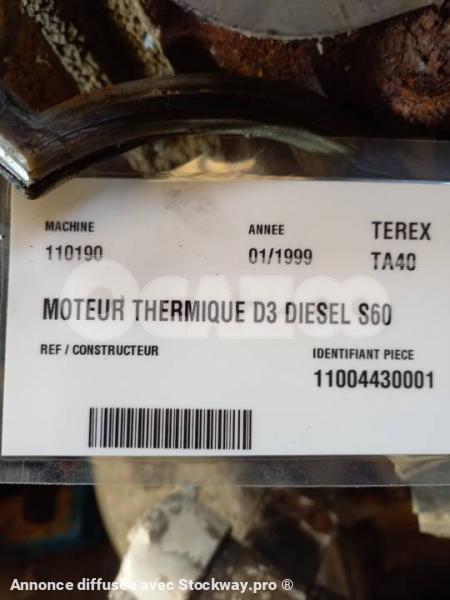 MACHINE
110190
ANNEE
01/1999
TEREX
TA40
OCAZOO
MOTEUR THERMIQUE D3 DIESEL S60
REF / CONSTRUCTEUR
IDENTIFIANT PIECE
11004430001
Annonce diffusée avec Stockway.pro ®